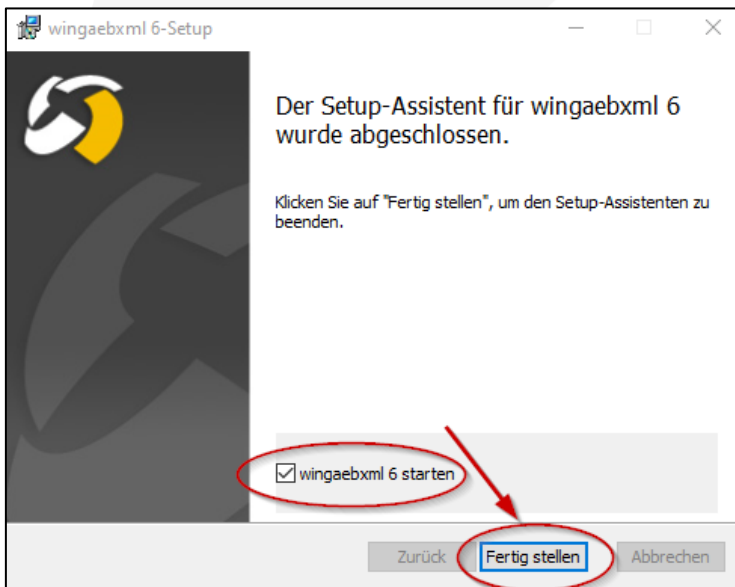 wingaebxml 6-Setup
Der Setup-Assistent für wingaebxml 6
wurde abgeschlossen.
Klicken Sie auf "Fertig stellen", um den Setup-Assistenten zu
beenden.
wingaebxml 6 starten
Zurück Fertig stellen Abbrechen